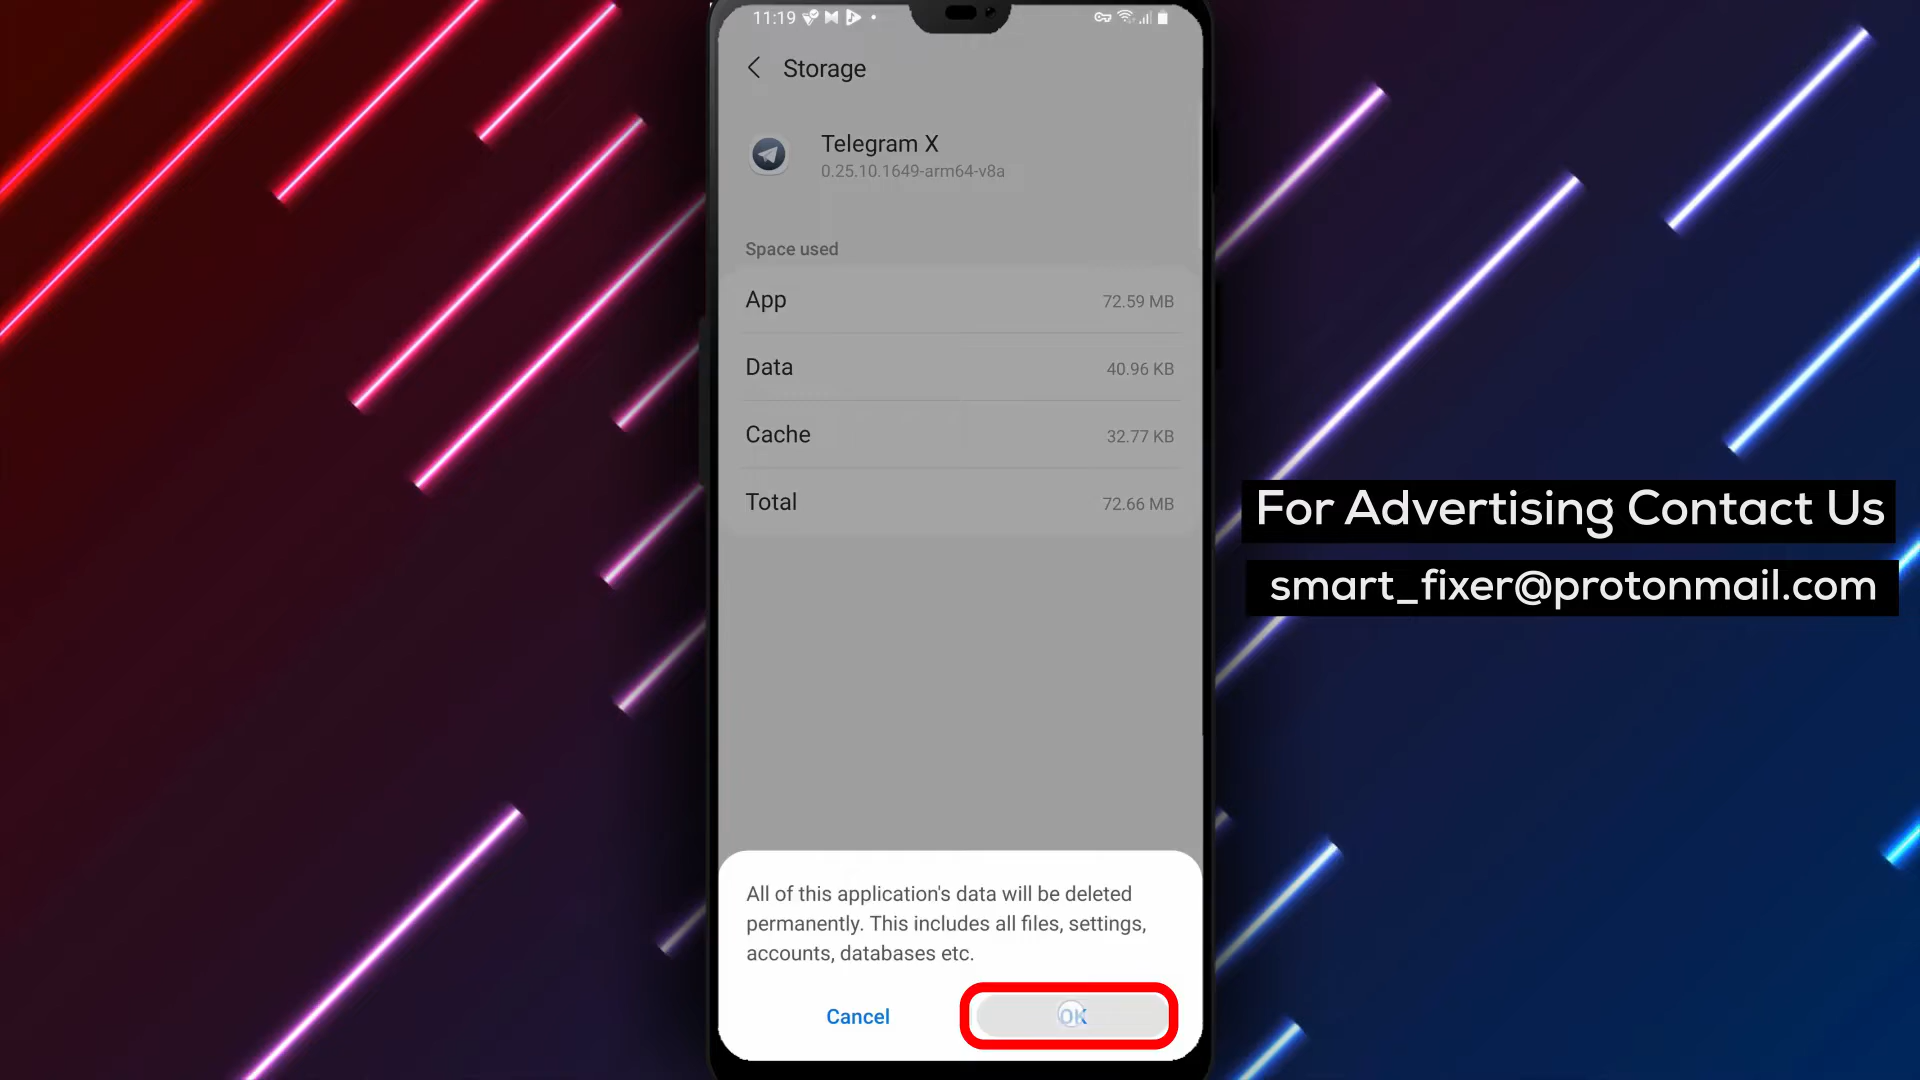 11:19
Storage
Telegram X
0.25.10.1649-arm64-v8a
Space used
App 72.59 MB
Data 40.96 KB
Cache 32.77 KB
Total 72.66 MB
For Advertising Contact Us
smart_fixer@protonmail.com
All of this application's data will be deleted
permanently. This includes all files, settings,
accounts, databases etc.
Cancel OK